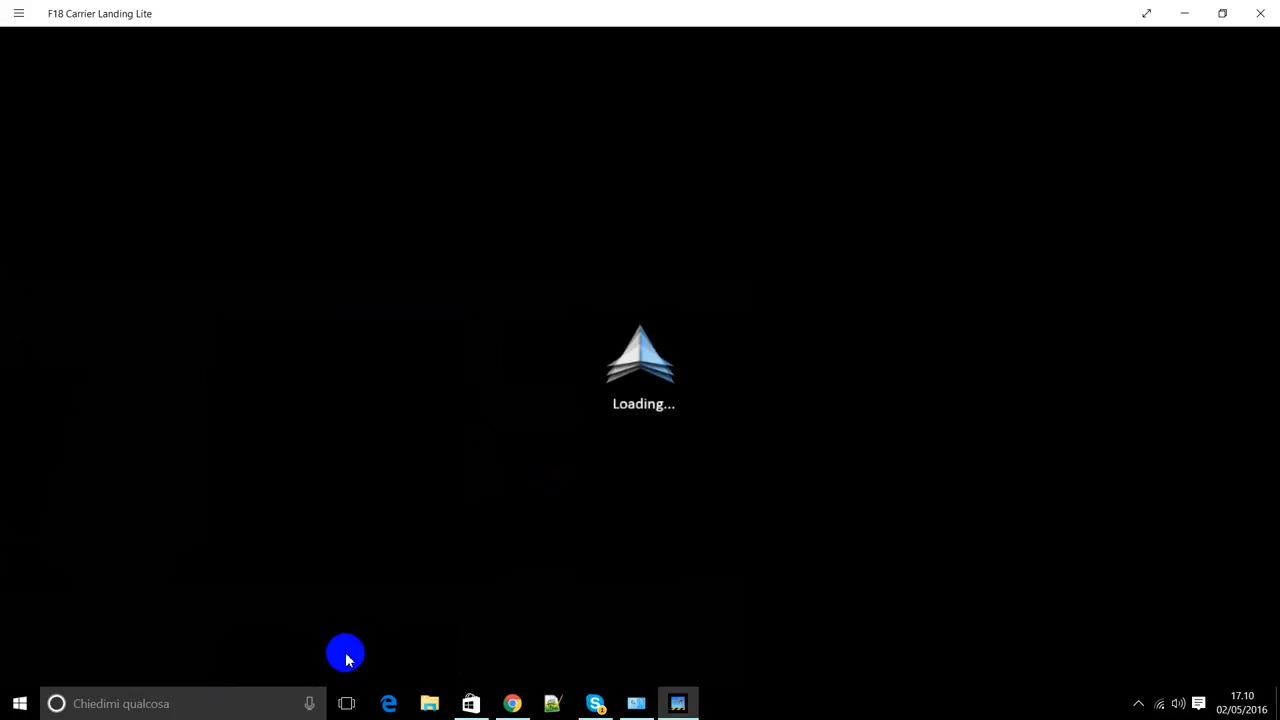 F18 Carrier Landing Lite
Loading...
Chiedimi qualcosa
17.10
02/05/2016